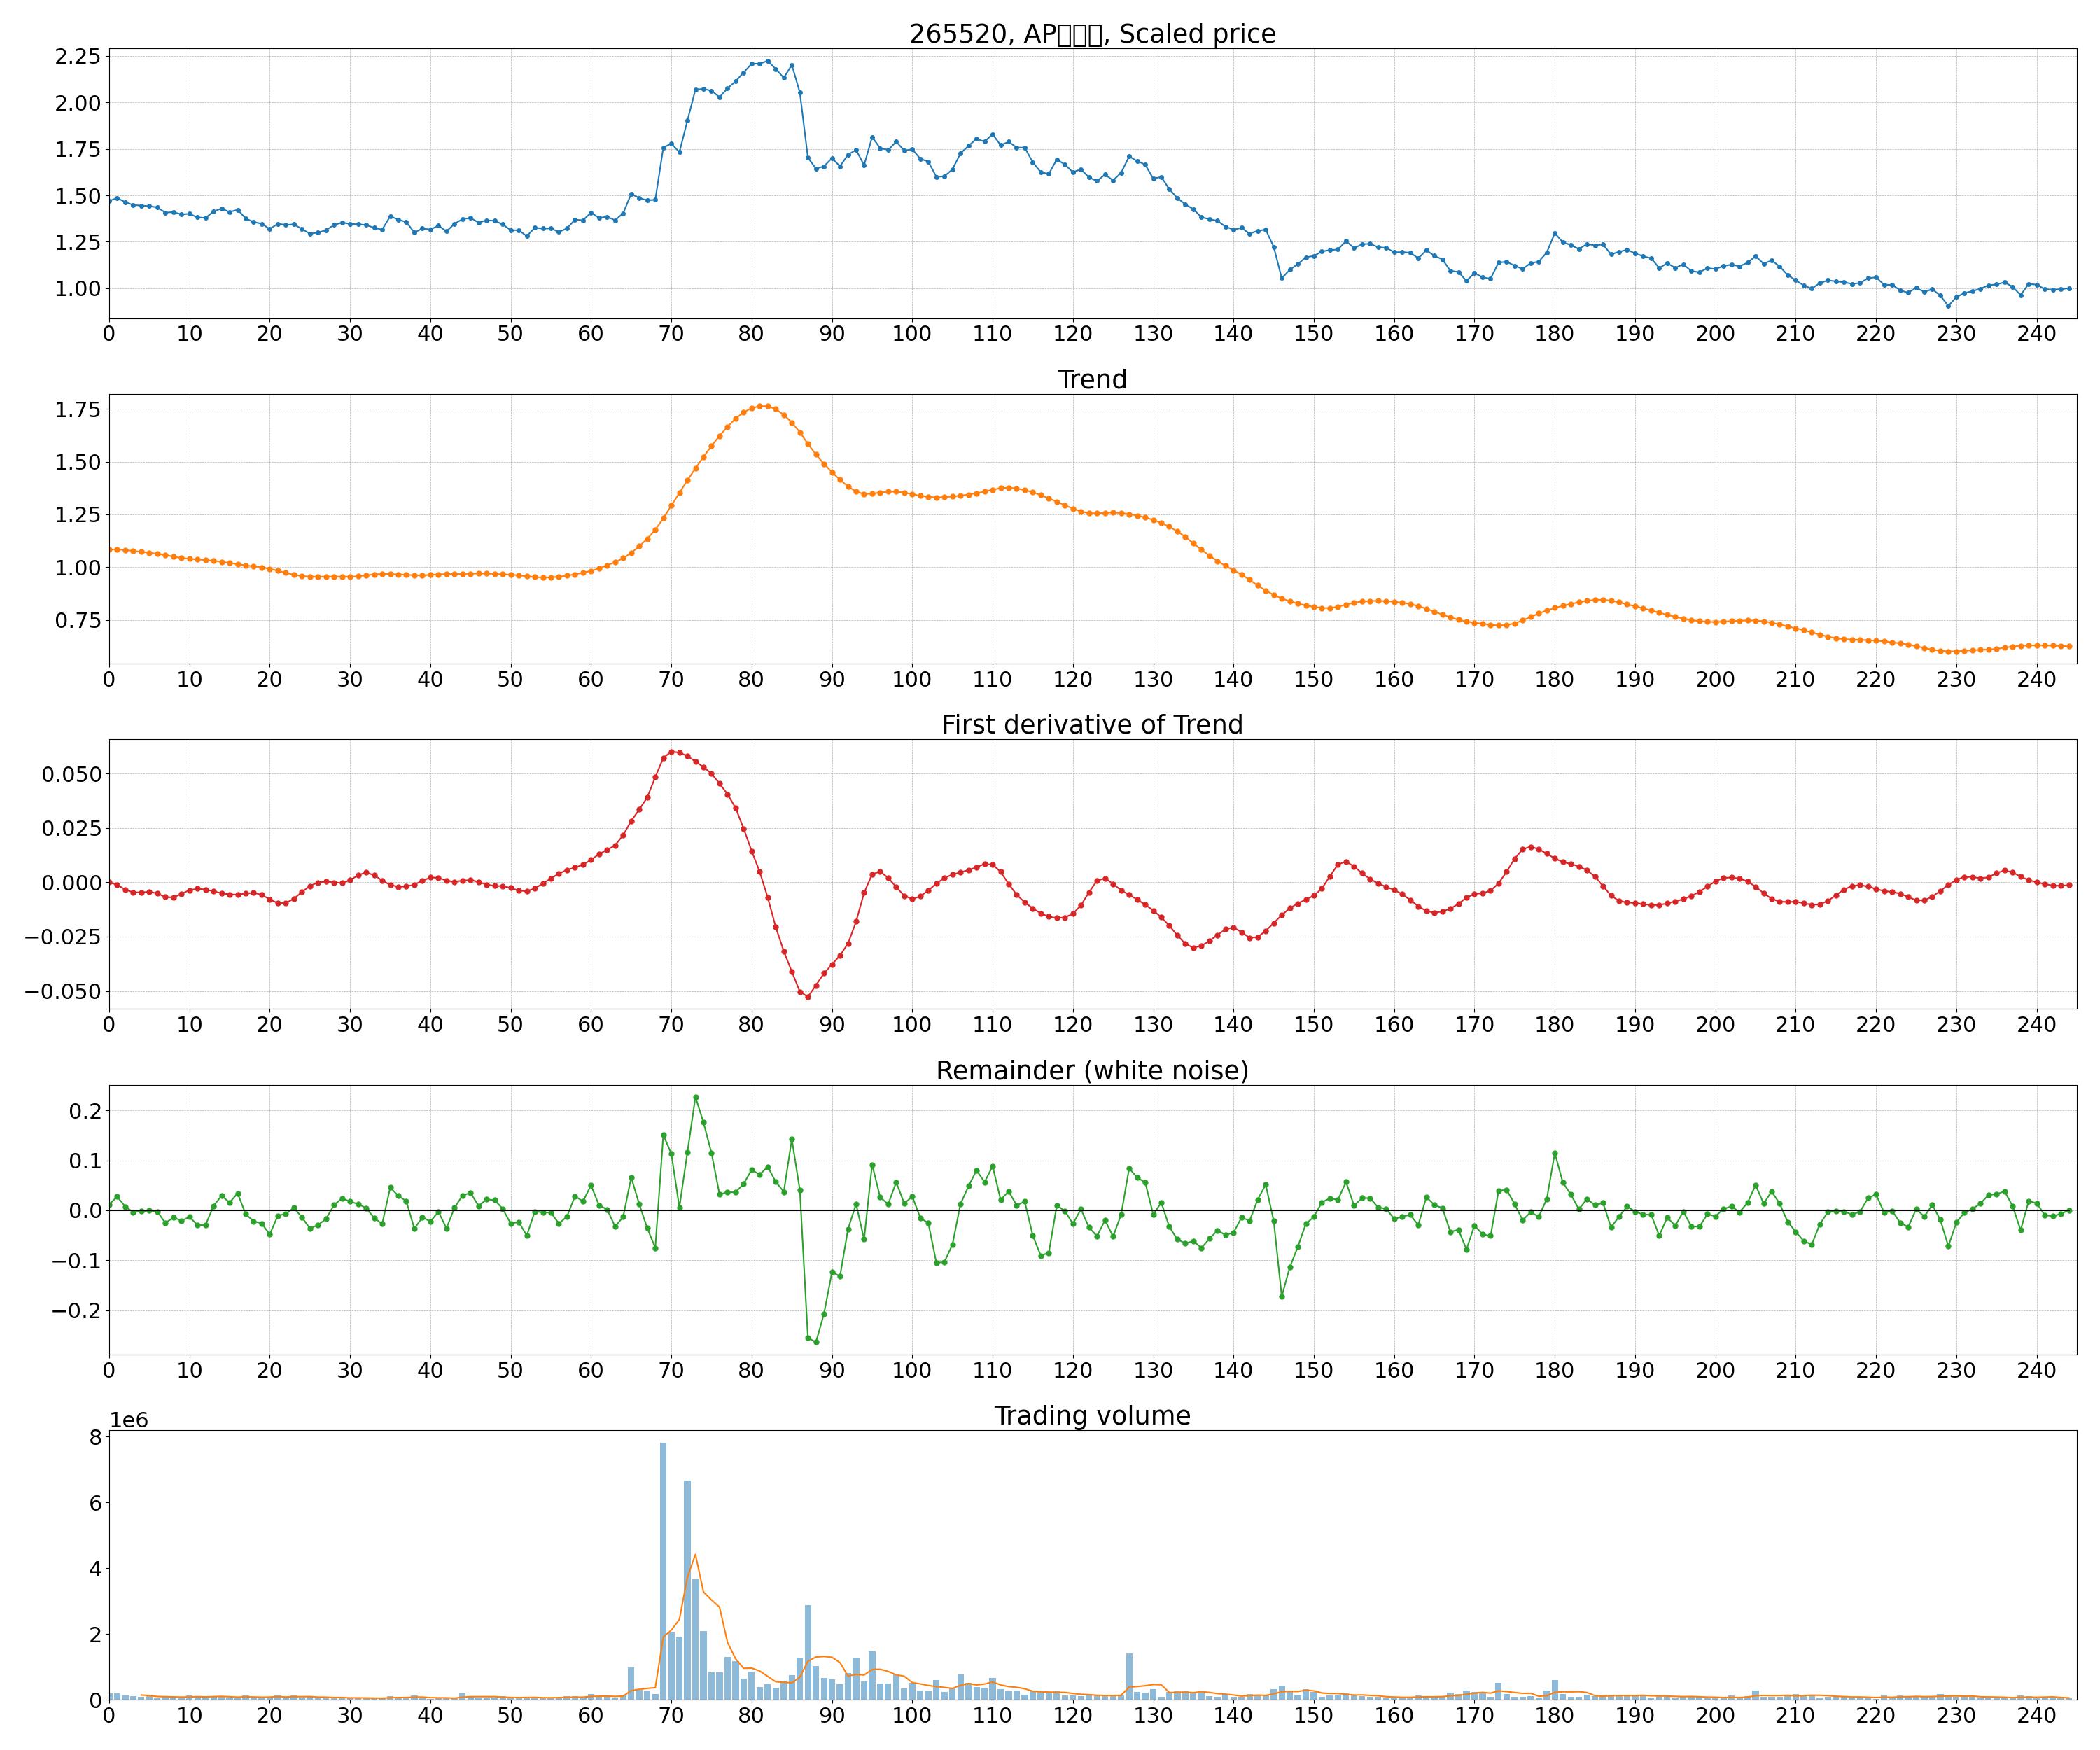 265520, AP□□□, Scaled price
2.25
2.00
1.75
1.50
1.25
1.00
0 10 20 30 40 50 60 70 80 90 100 110 120 130 140 150 160 170 180 190 200 210 220 230 240
Trend
1.75
1.50
1.25
1.00
0.75
0 10 20 30 40 50 60 70 80 90 100 110 120 130 140 150 160 170 180 190 200 210 220 230 240
First derivative of Trend
0.050
0.025
0.000
−0.025
−0.050
0 10 20 30 40 50 60 70 80 90 100 110 120 130 140 150 160 170 180 190 200 210 220 230 240
Remainder (white noise)
0.2
0.1
0.0
−0.1
−0.2
0 10 20 30 40 50 60 70 80 90 100 110 120 130 140 150 160 170 180 190 200 210 220 230 240
Trading volume
1e6
8
6
4
2
0
0 10 20 30 40 50 60 70 80 90 100 110 120 130 140 150 160 170 180 190 200 210 220 230 240